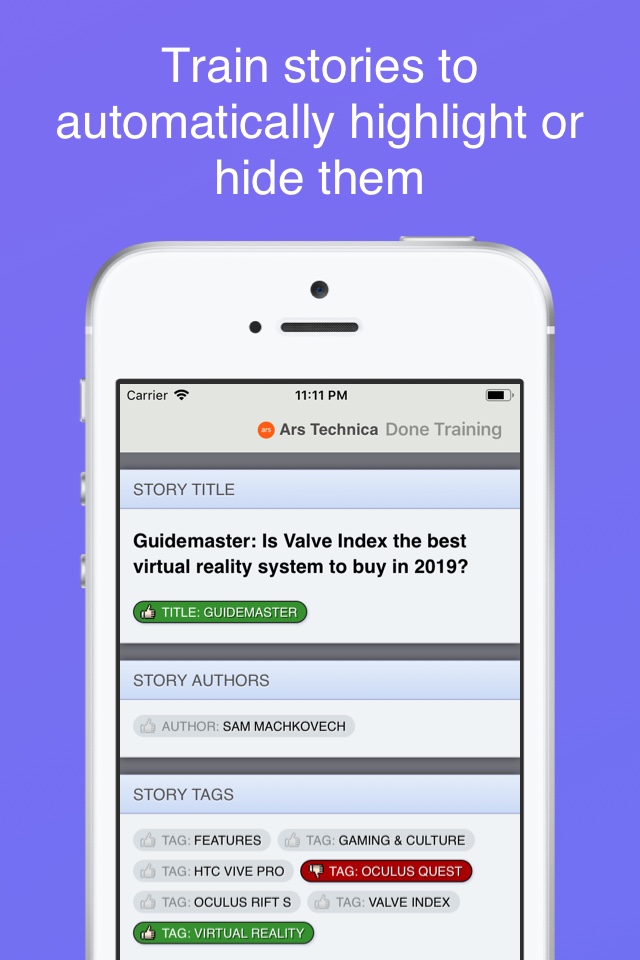 Train stories to
automatically highlight or
hide them
Carrier 11:11 PM
ars Ars Technica Done Training
STORY TITLE
Guidemaster: Is Valve Index the best
virtual reality system to buy in 2019?
TITLE: GUIDEMASTER
STORY AUTHORS
AUTHOR: SAM MACHKOVECH
STORY TAGS
TAG: FEATURES TAG: GAMING & CULTURE
TAG: HTC VIVE PRO TAG: OCULUS QUEST
TAG: OCULUS RIFT S TAG: VALVE INDEX
TAG: VIRTUAL REALITY